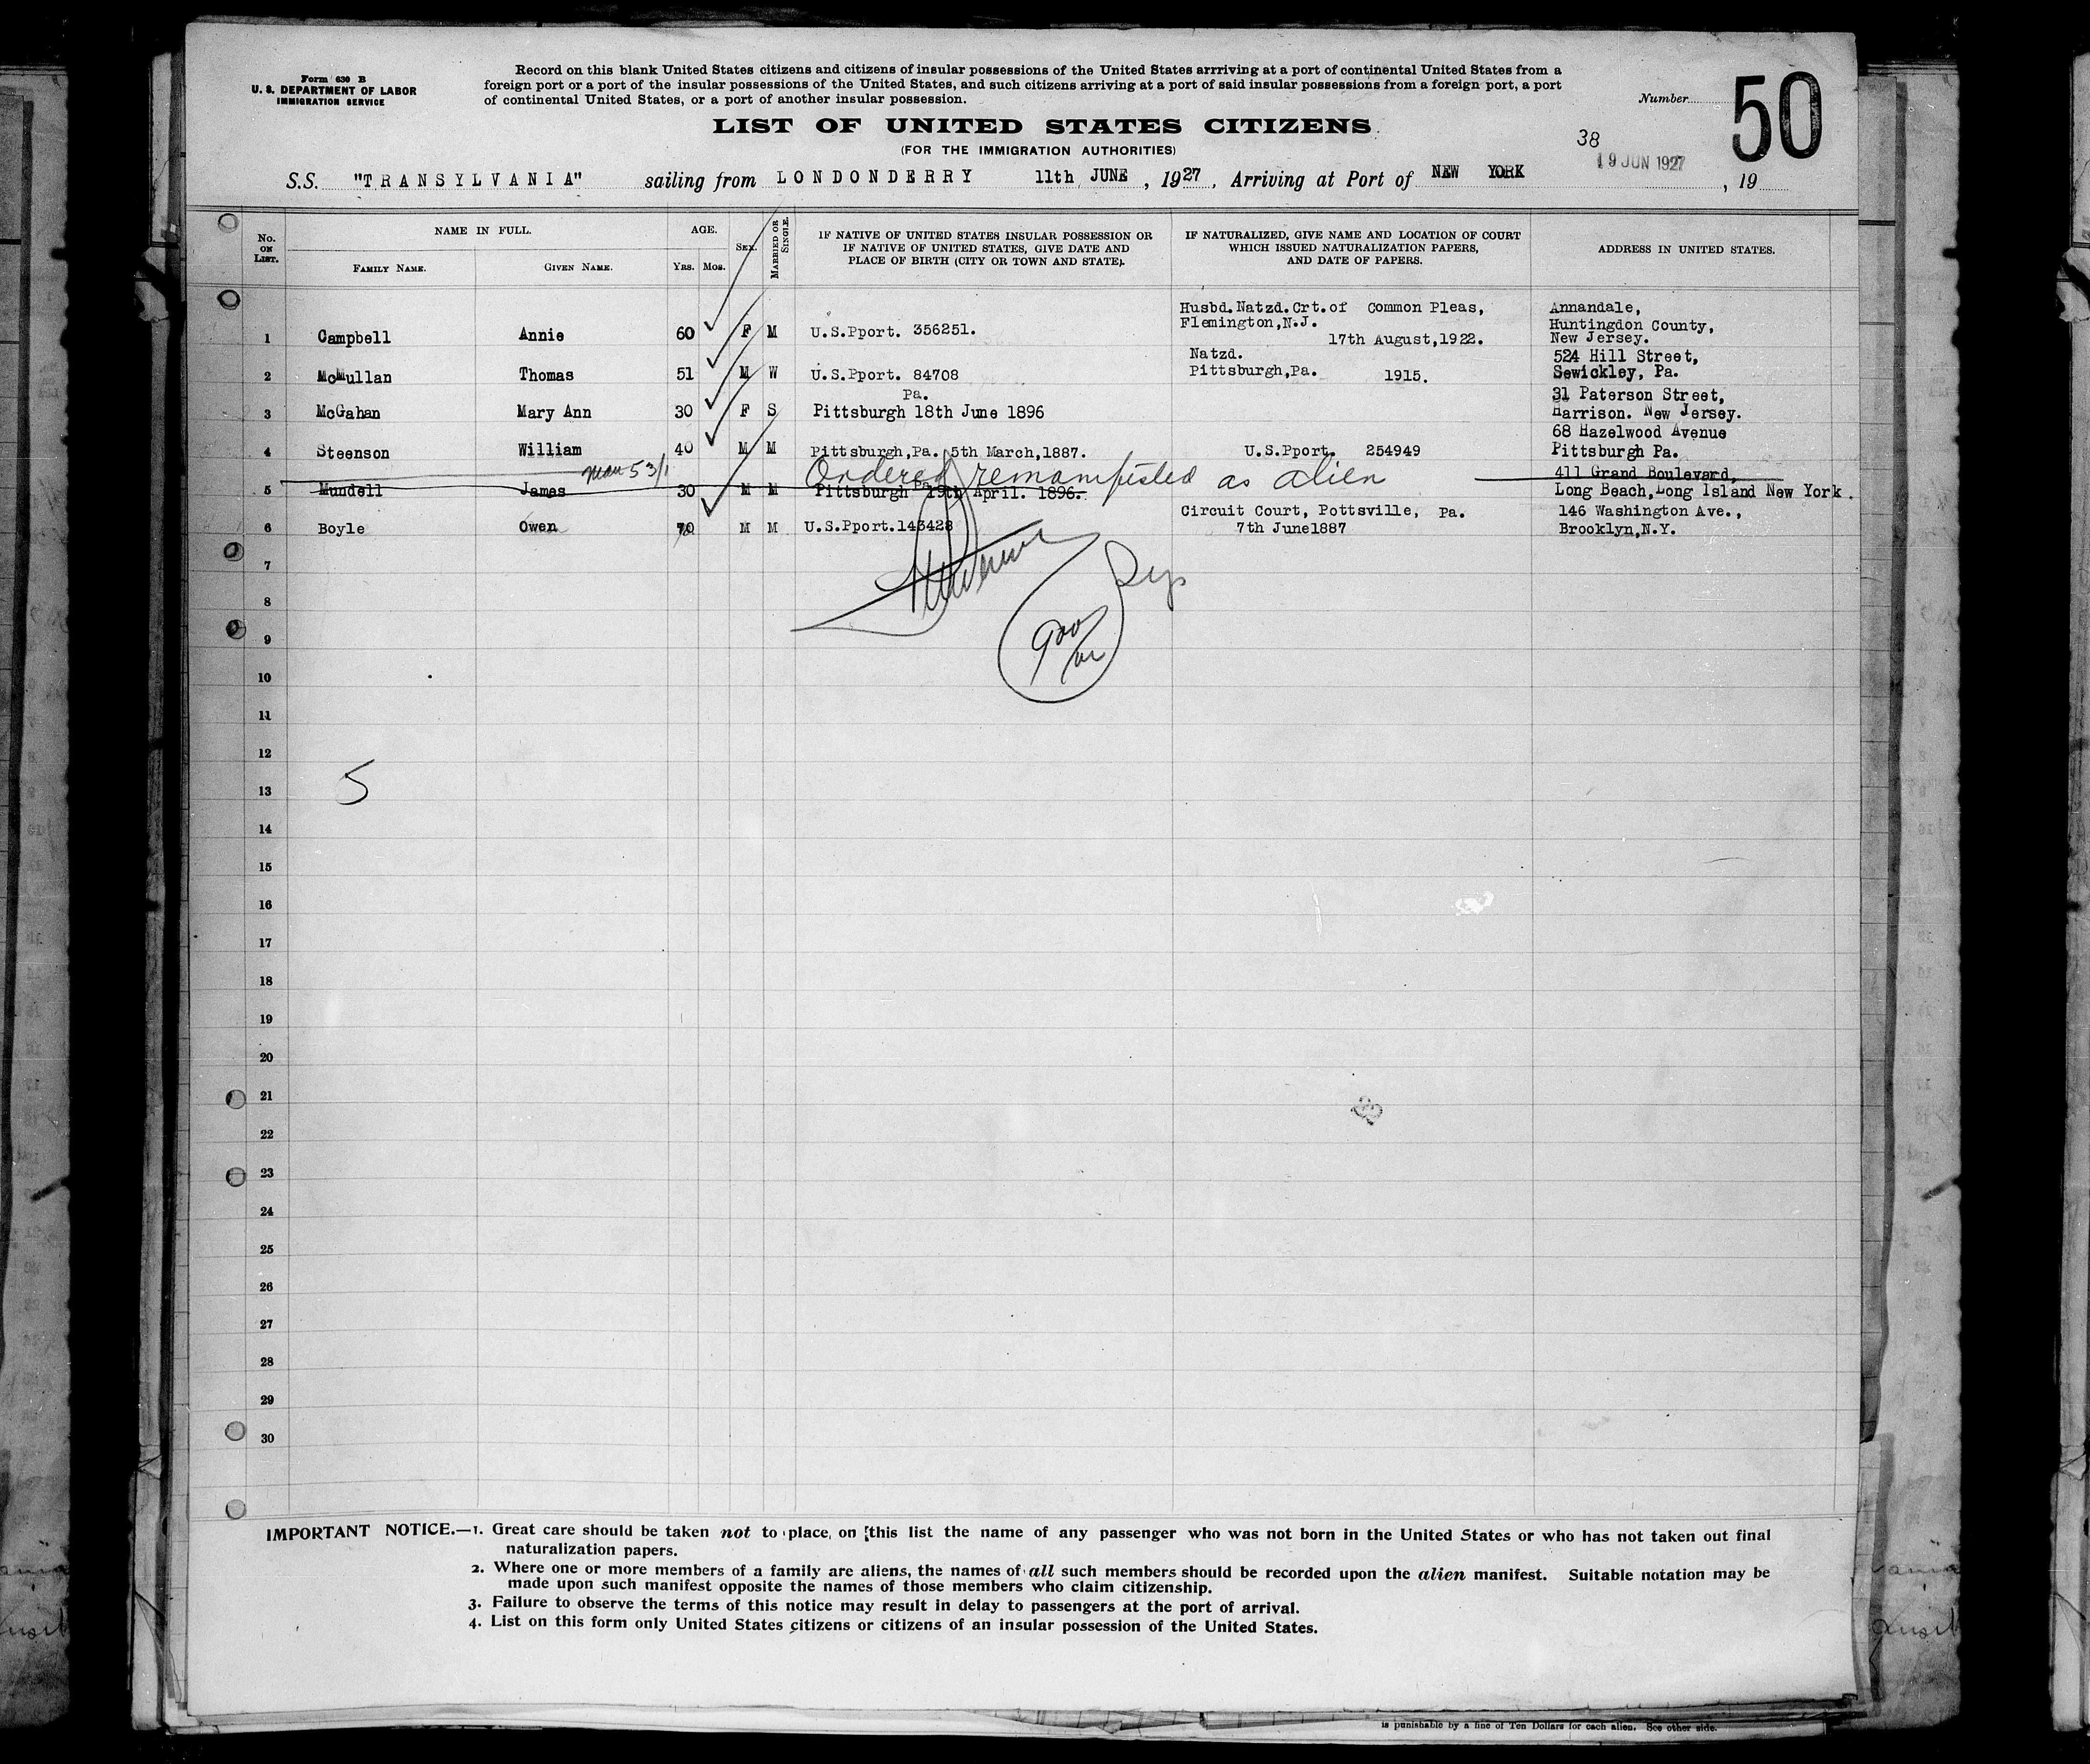 Form 630 B
U. S. DEPARTMENT OF LABOR
IMMIGRATION SERVICE
Record on this blank United States citizens and citizens of insular possessions of the United States arrriving at a port of continental United States from a
foreign port or a port of the insular possessions of the United States, and such citizens arriving at a port of said insular possessions from a foreign port, a port
of continental United States, or a port of another insular possession.
Number 50
LIST OF UNITED STATES CITIZENS
(FOR THE IMMIGRATION AUTHORITIES)
38
19 JUN 1927
S.S. "TRANSYLVANIA" sailing from LONDONDERRY 11th JUNE, 1927, Arriving at Port of NEW YORK , 19
No. ON LIST.
NAME IN FULL.
FAMILY NAME. GIVEN NAME.
AGE.
YRS. MOS.
SEX.
MARRIED OR SINGLE.
IF NATIVE OF UNITED STATES INSULAR POSSESSION OR
IF NATIVE OF UNITED STATES, GIVE DATE AND
PLACE OF BIRTH (CITY OR TOWN AND STATE).
IF NATURALIZED, GIVE NAME AND LOCATION OF COURT
WHICH ISSUED NATURALIZATION PAPERS,
AND DATE OF PAPERS.
ADDRESS IN UNITED STATES.
Husbd.Natzd.Crt.of Common Pleas, Annandale,
Flemington,N.J. Huntingdon County,
1 Campbell Annie 60 F M U.S.Pport. 356251. 17th August,1922. New Jersey.
Natzd. 524 Hill Street,
2 McMullan Thomas 51 M W U.S.Pport. 84708 Pittsburgh,Pa. 1915. Sewickley, Pa.
Pa. 31 Paterson Street,
3 McGahan Mary Ann 30 F S Pittsburgh 18th June 1896 Harrison. New Jersey.
68 Hazelwood Avenue
4 Steenson William 40 M M Pittsburgh,Pa. 5th March,1887. U.S.Pport. 254949 Pittsburgh Pa.
53/1 Ordered remanifested as alien 411 Grand Boulevard,
5 Mundell James 30 M M Pittsburgh Pa 19th April. 1896. Long Beach,Long Island New York.
Circuit Court, Pottsville, Pa. 146 Washington Ave.,
6 Boyle Owen 70 M M U.S.Pport.143428 7th June1887 Brooklyn,N.Y.
7
8
9
10
11
12
5
13
14
15
16
17
18
19
20
21
22
23
24
25
26
27
28
29
30
IMPORTANT NOTICE.—1. Great care should be taken not to place, on this list the name of any passenger who was not born in the United States or who has not taken out final
naturalization papers.
2. Where one or more members of a family are aliens, the names of all such members should be recorded upon the alien manifest. Suitable notation may be
made upon such manifest opposite the names of those members who claim citizenship.
3. Failure to observe the terms of this notice may result in delay to passengers at the port of arrival.
4. List on this form only United States citizens or citizens of an insular possession of the United States.
is punishable by a fine of Ten Dollars for each alien. See other side.